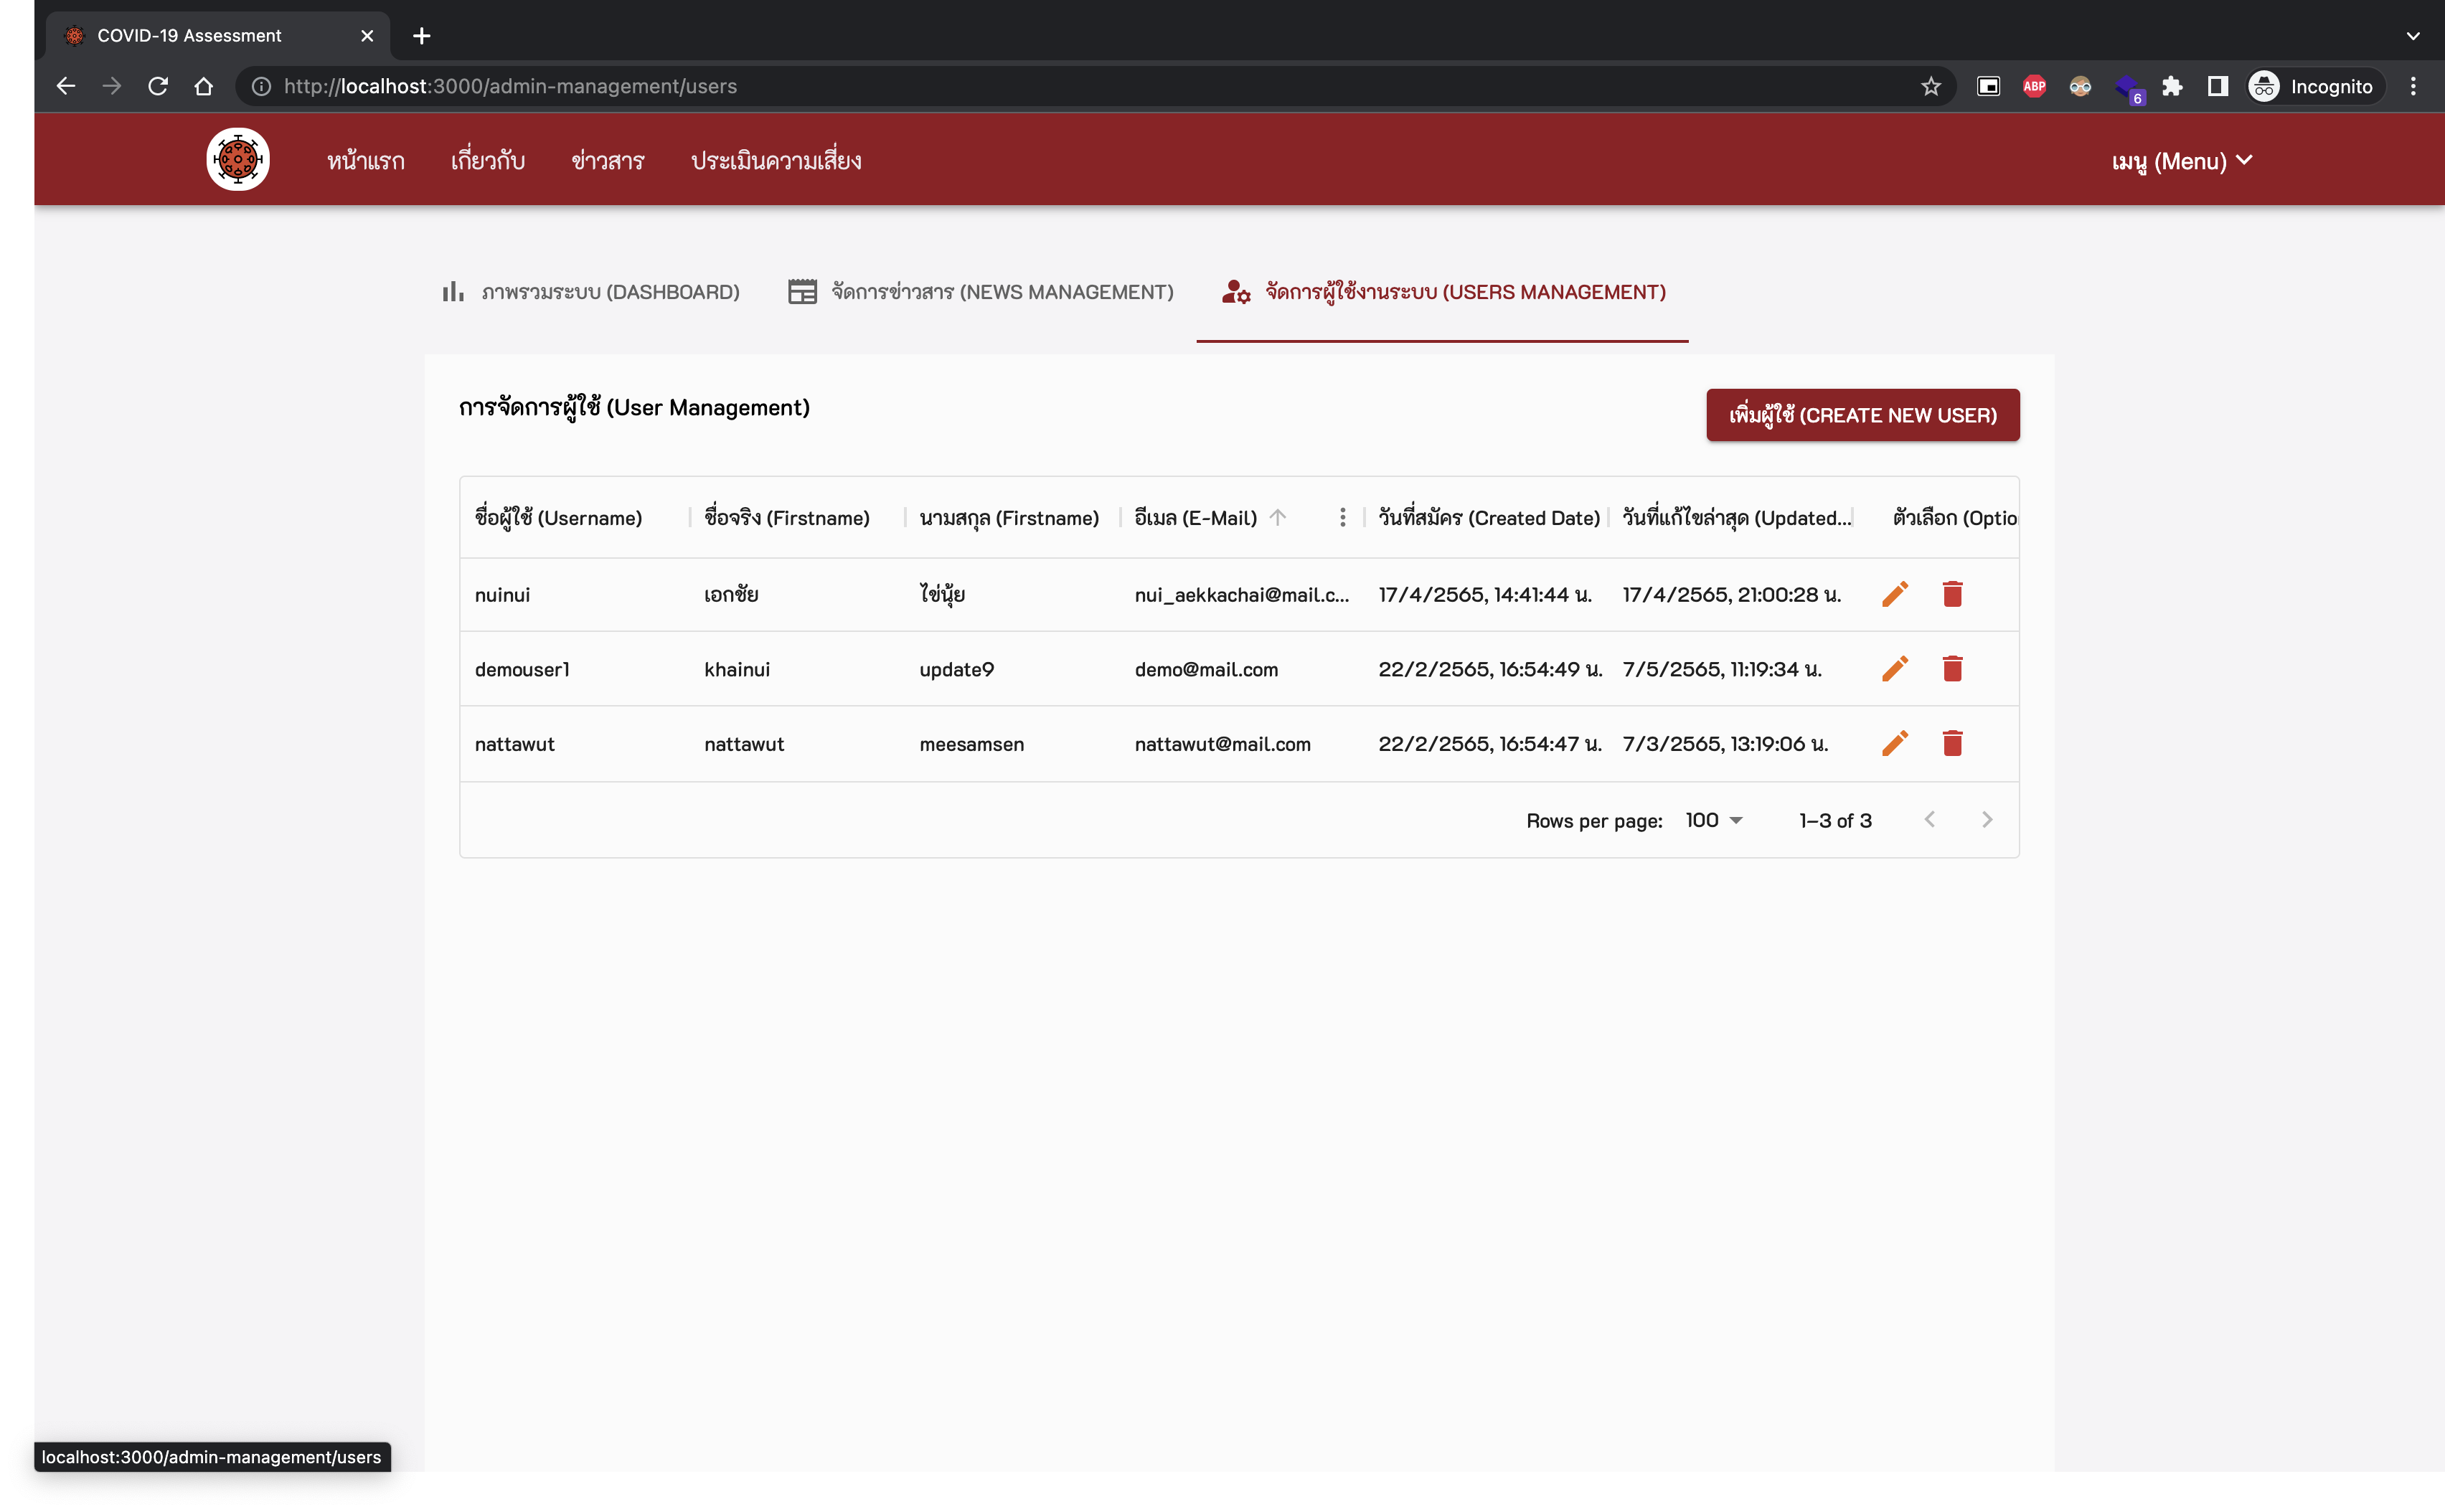 COVID-19 Assessment
http://localhost:3000/admin-management/users
ABP
6
Incognito
หน้าแรก เกี่ยวกับ ข่าวสาร ประเมินความเสี่ยง เมนู (Menu)
ภาพรวมระบบ (DASHBOARD) จัดการข่าวสาร (NEWS MANAGEMENT) จัดการผู้ใช้งานระบบ (USERS MANAGEMENT)
การจัดการผู้ใช้ (User Management)
เพิ่มผู้ใช้ (CREATE NEW USER)
ชื่อผู้ใช้ (Username) ชื่อจริง (Firstname) นามสกุล (Firstname) อีเมล (E-Mail) วันที่สมัคร (Created Date) วันที่แก้ไขล่าสุด (Updated... ตัวเลือก (Optio
nuinui เอกชัย ไข่นุ้ย nui_aekkachai@mail.c... 17/4/2565, 14:41:44 น. 17/4/2565, 21:00:28 น.
demouser1 khainui update9 demo@mail.com 22/2/2565, 16:54:49 น. 7/5/2565, 11:19:34 น.
nattawut nattawut meesamsen nattawut@mail.com 22/2/2565, 16:54:47 น. 7/3/2565, 13:19:06 น.
Rows per page: 100 1–3 of 3
localhost:3000/admin-management/users